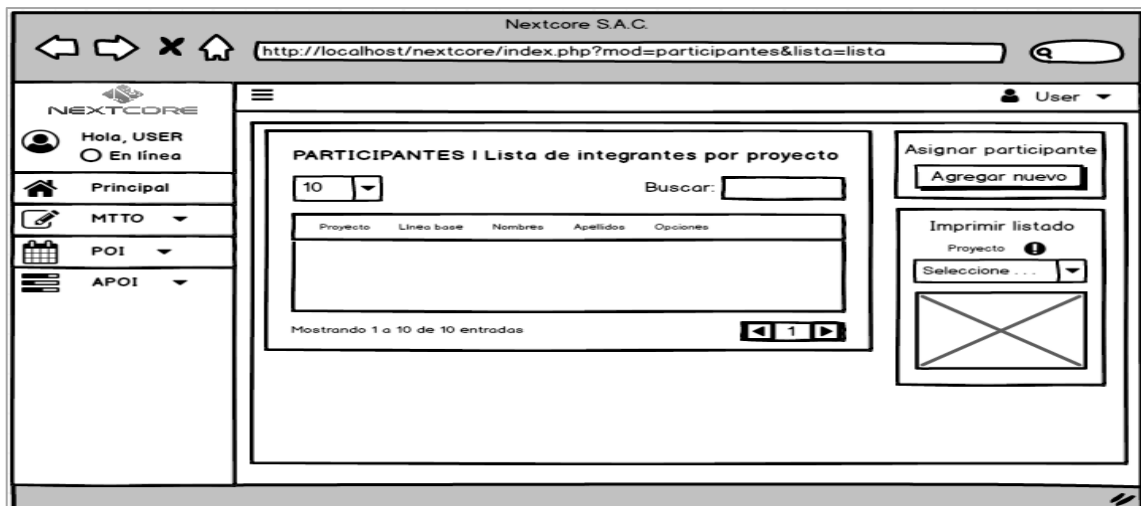 Nextcore S.A.C.
http://localhost/nextcore/index.php?mod=participantes&lista=lista
NEXTCORE
User
Hola, USER
En línea
Principal
MTTO
POI
APOI
PARTICIPANTES | Lista de integrantes por proyecto
10
Buscar:
Proyecto Línea base Nombres Apellidos Opciones
Mostrando 1 a 10 de 10 entradas
1
Asignar participante
Agregar nuevo
Imprimir listado
Proyecto
Seleccione ...